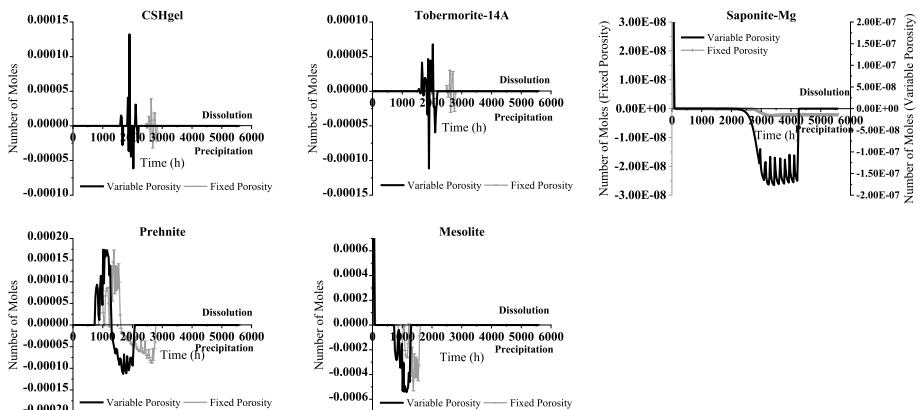 CSHgel
0.00015
0.00010
0.00005
0.00000
-0.00005
-0.00010
Number of Moles
0 1000 2000 3000 4000 5000 6000
Dissolution
Precipitation
Time (h)
Variable Porosity Fixed Porosity
Tobermorite-14A
0.00010
0.00005
0.00000
-0.00005
-0.00010
-0.00015
Number of Moles
0 1000 2000 3000 4000 5000 6000
Dissolution
Precipitation
Time (h)
Variable Porosity Fixed Porosity
Saponite-Mg
3.00E-08
2.00E-08
1.00E-08
0.00E+00
-1.00E-08
-2.00E-08
-3.00E-08
Number of Moles (Fixed Porosity)
Variable Porosity
Fixed Porosity
0 1000 2000 3000 4000 5000 6000
Dissolution
Precipitation
Time (h)
2.00E-07
1.50E-07
1.00E-07
5.00E-08
0.00E+00
-5.00E-08
-1.00E-07
-1.50E-07
-2.00E-07
Number of Moles (Variable Porosity)
Prehnite
0.00020
0.00015
0.00010
0.00005
0.00000
-0.00005
-0.00010
-0.00015
-0.00020
Number of Moles
0 1000 2000 3000 4000 5000 6000
Dissolution
Precipitation
Time (h)
Variable Porosity Fixed Porosity
Mesolite
0.0006
0.0004
0.0002
0.0000
-0.0002
-0.0004
-0.0006
Number of Moles
0 1000 2000 3000 4000 5000 6000
Dissolution
Precipitation
Time (h)
Variable Porosity Fixed Porosity